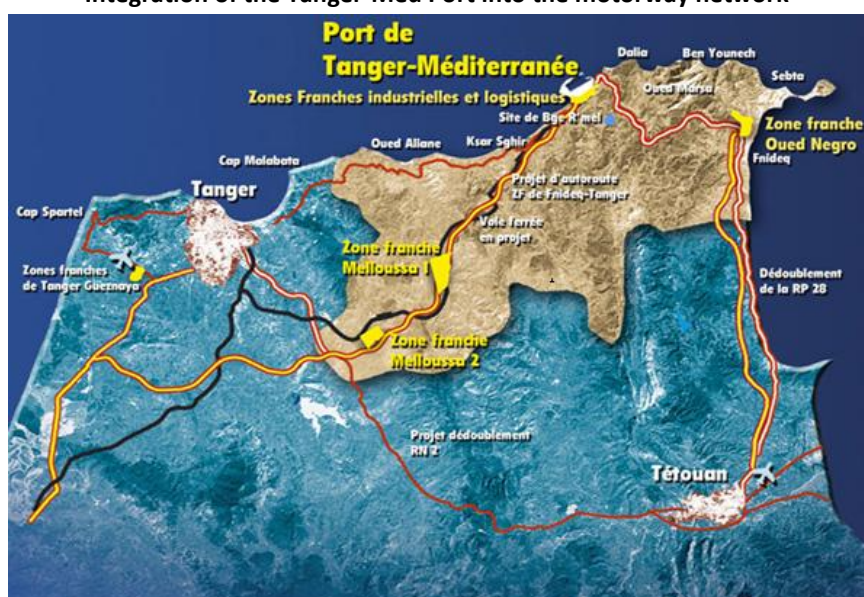 Integration of the Tanger-Med Port into the motorway network
Port de
Tanger-Méditerranée
Zones Franches industrielles et logistiques
Dalia
Ben Younech
Sebta
Oued Marsa
Site de Bge R'mel
Zone franche
Oued Negro
Fnideq
Oued Aliane
Ksar Sghir
Cap Malabata
Tanger
Cap Spartel
Projet d'autoroute
ZF de Fnideq-Tanger
Voie ferrée
en projet
Zone franche
Melloussa 1
Zones franches
de Tanger Gueznaya
Dédoublement
de la RP 28
Zone franche
Melloussa 2
Projet dédoublement
RN 2
Tétouan